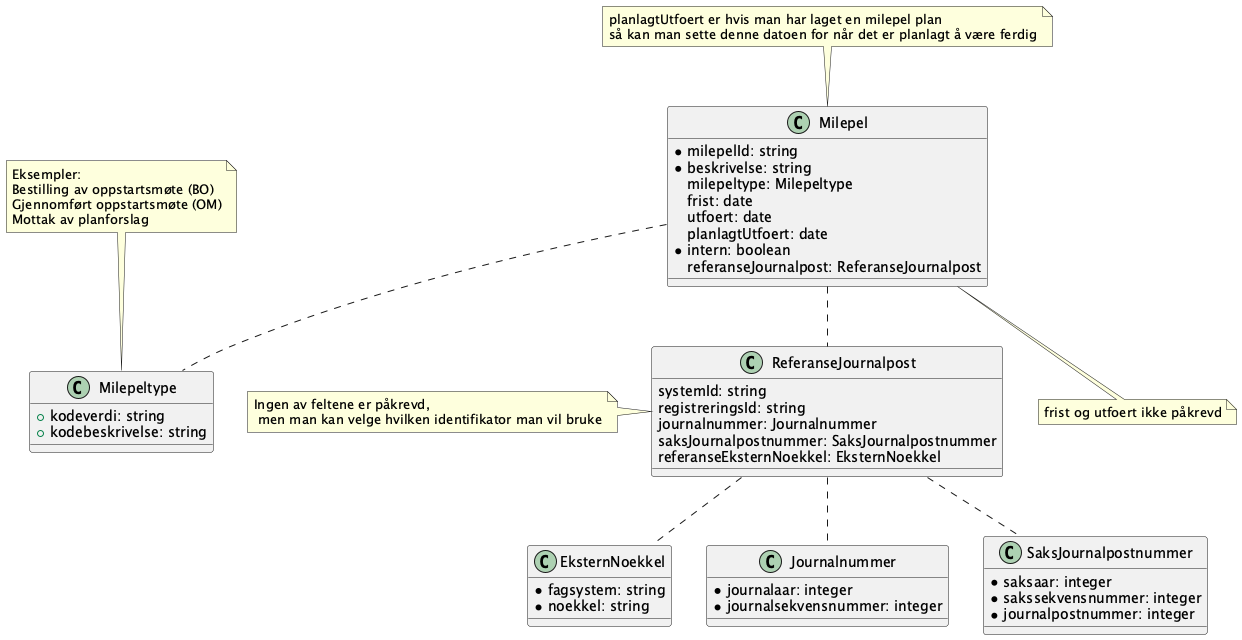 planlagtUtfoert er hvis man har laget en milepel plan
så kan man sette denne datoen for når det er planlagt å være ferdig
C Milepel
milepelId: string
beskrivelse: string
milepeltype: Milepeltype
frist: date
utfoert: date
planlagtUtfoert: date
intern: boolean
referanseJournalpost: ReferanseJournalpost
Eksempler:
Bestilling av oppstartsmøte (BO)
Gjennomført oppstartsmøte (OM)
Mottak av planforslag
C Milepeltype
kodeverdi: string
kodebeskrivelse: string
Ingen av feltene er påkrevd,
men man kan velge hvilken identifikator man vil bruke
C ReferanseJournalpost
systemId: string
registreringsId: string
journalnummer: Journalnummer
saksJournalpostnummer: SaksJournalpostnummer
referanseEksternNoekkel: EksternNoekkel
frist og utfoert ikke påkrevd
C EksternNoekkel
fagsystem: string
noekkel: string
C Journalnummer
journalaar: integer
journalsekvensnummer: integer
C SaksJournalpostnummer
saksaar: integer
sakssekvensnummer: integer
journalpostnummer: integer